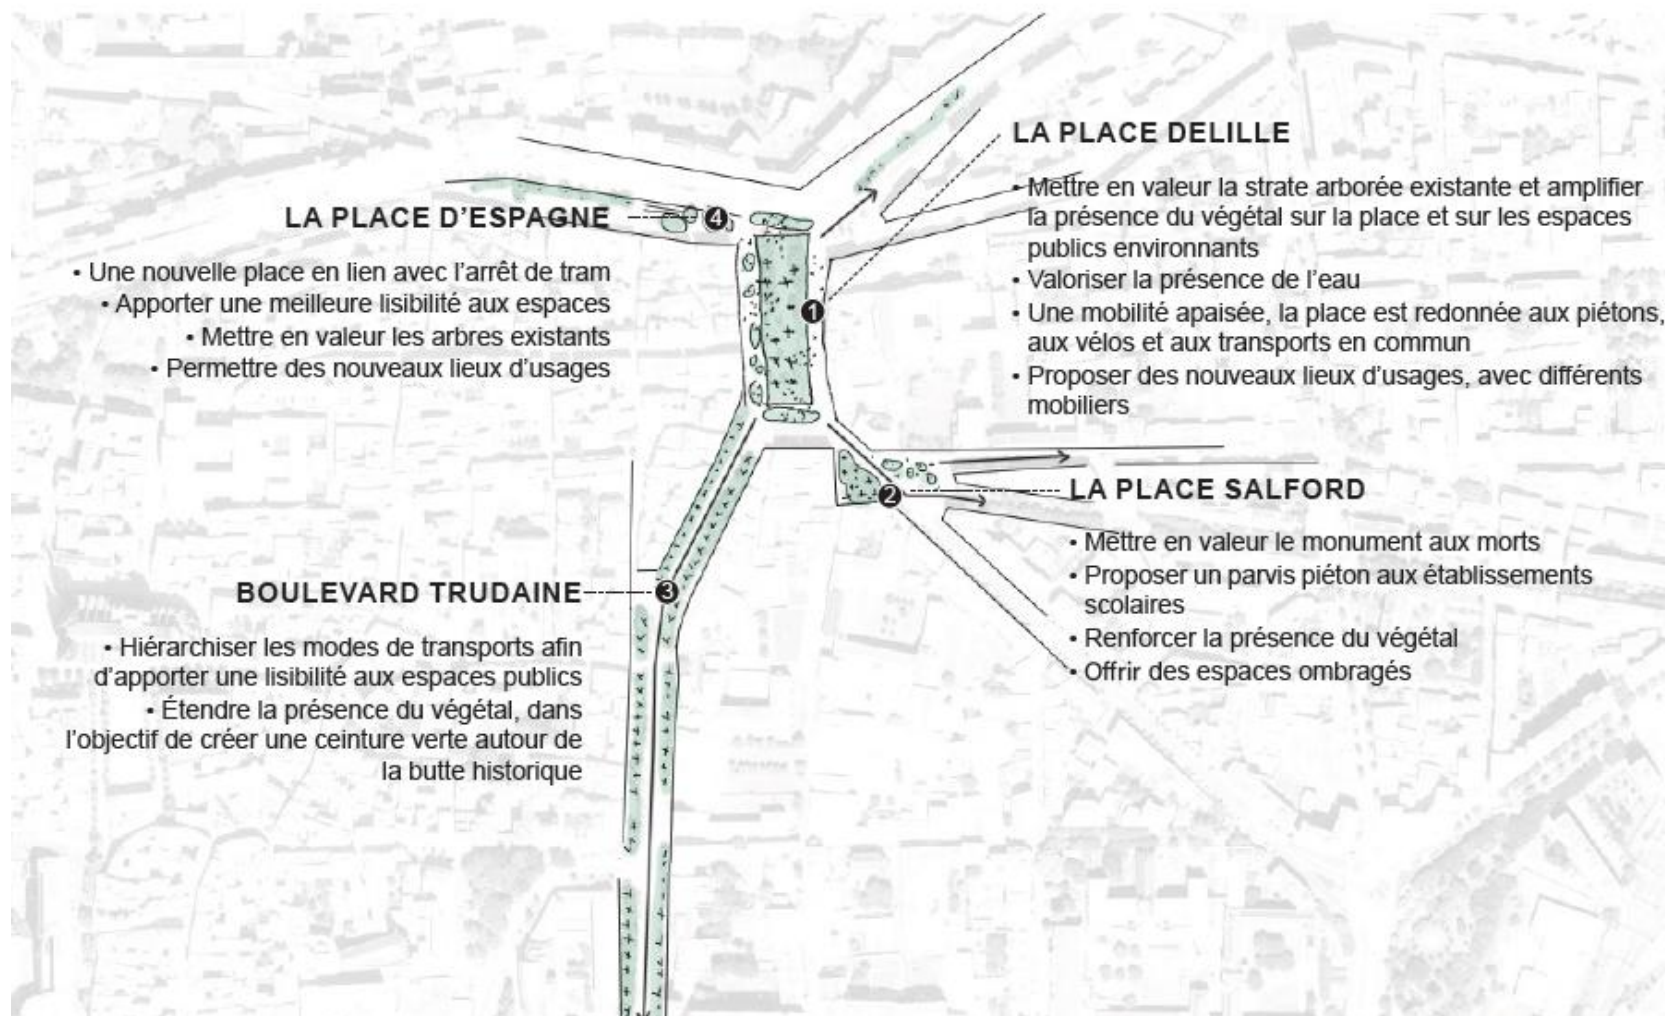 LA PLACE DELILLE
• Mettre en valeur la strate arborée existante et amplifier
la présence du végétal sur la place et sur les espaces
publics environnants
• Valoriser la présence de l’eau
• Une mobilité apaisée, la place est redonnée aux piétons,
aux vélos et aux transports en commun
• Proposer des nouveaux lieux d’usages, avec différents
mobiliers
LA PLACE D’ESPAGNE
• Une nouvelle place en lien avec l’arrêt de tram
• Apporter une meilleure lisibilité aux espaces
• Mettre en valeur les arbres existants
• Permettre des nouveaux lieux d’usages
4
1
2
3
LA PLACE SALFORD
• Mettre en valeur le monument aux morts
• Proposer un parvis piéton aux établissements
scolaires
• Renforcer la présence du végétal
• Offrir des espaces ombragés
BOULEVARD TRUDAINE
• Hiérarchiser les modes de transports afin
d’apporter une lisibilité aux espaces publics
• Étendre la présence du végétal, dans
l’objectif de créer une ceinture verte autour de
la butte historique